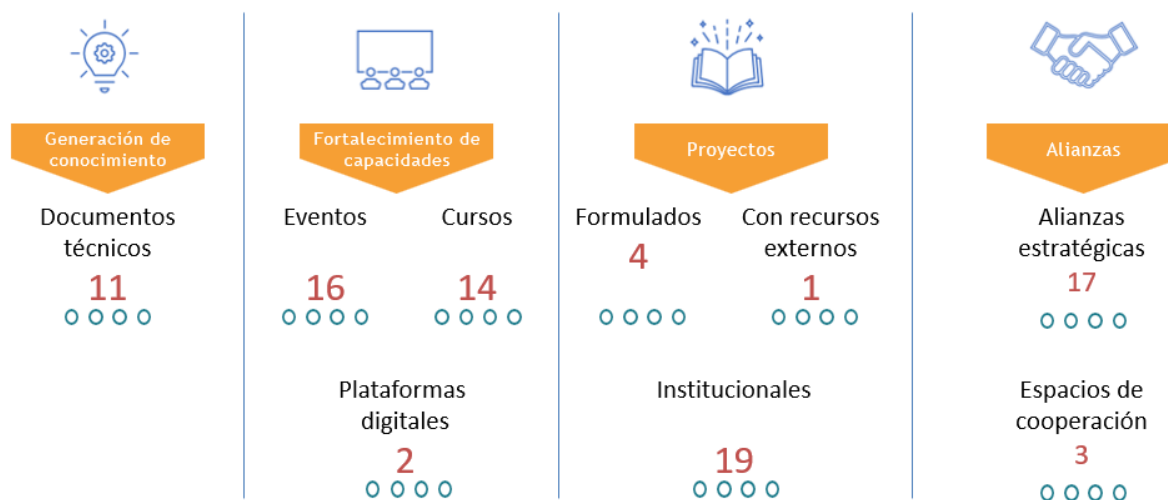 Generación de
conocimiento
Documentos
técnicos
11
Fortalecimiento de
capacidades
Eventos
16
Cursos
14
Plataformas
digitales
2
Proyectos
Formulados
4
Con recursos
externos
1
Institucionales
19
Alianzas
Alianzas
estratégicas
17
Espacios de
cooperación
3